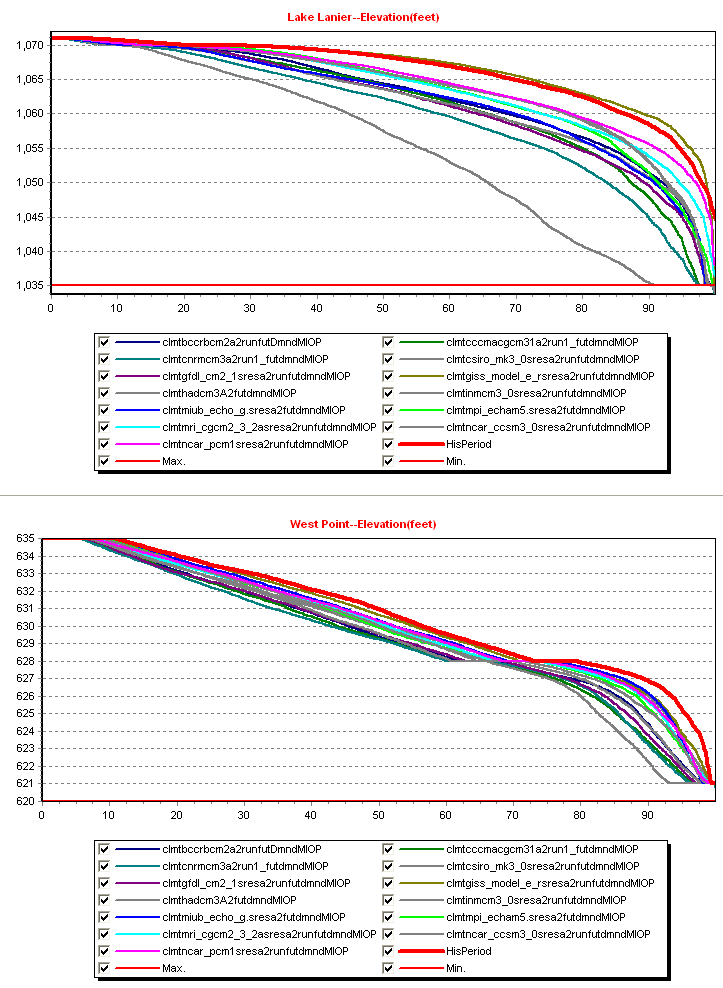 Lake Lanier--Elevation(feet)
1,070
1,065
1,060
1,055
1,050
1,045
1,040
1,035
0 10 20 30 40 50 60 70 80 90
clmtbccrbcm2a2runfutDmndMIOP clmtcccmacgcm31a2run1_futdmndMIOP
clmtcnrmcm3a2run1_futdmndMIOP clmtcsiro_mk3_0sresa2runfutdmndMIOP
clmtgfdl_cm2_1sresa2runfutdmndMIOP clmtgiss_model_e_rsresa2runfutdmndMIOP
clmthadcm3A2futdmndMIOP clmtinmcm3_0sresa2runfutdmndMIOP
clmtmiub_echo_g.sresa2futdmndMIOP clmtmpi_echam5.sresa2futdmndMIOP
clmtmri_cgcm2_3_2asresa2runfutdmndMIOP clmtncar_ccsm3_0sresa2runfutdmndMIOP
clmtncar_pcm1sresa2runfutdmndMIOP HisPeriod
Max. Min.
West Point--Elevation(feet)
635
634
633
632
631
630
629
628
627
626
625
624
623
622
621
620
0 10 20 30 40 50 60 70 80 90
clmtbccrbcm2a2runfutDmndMIOP clmtcccmacgcm31a2run1_futdmndMIOP
clmtcnrmcm3a2run1_futdmndMIOP clmtcsiro_mk3_0sresa2runfutdmndMIOP
clmtgfdl_cm2_1sresa2runfutdmndMIOP clmtgiss_model_e_rsresa2runfutdmndMIOP
clmthadcm3A2futdmndMIOP clmtinmcm3_0sresa2runfutdmndMIOP
clmtmiub_echo_g.sresa2futdmndMIOP clmtmpi_echam5.sresa2futdmndMIOP
clmtmri_cgcm2_3_2asresa2runfutdmndMIOP clmtncar_ccsm3_0sresa2runfutdmndMIOP
clmtncar_pcm1sresa2runfutdmndMIOP HisPeriod
Max. Min.